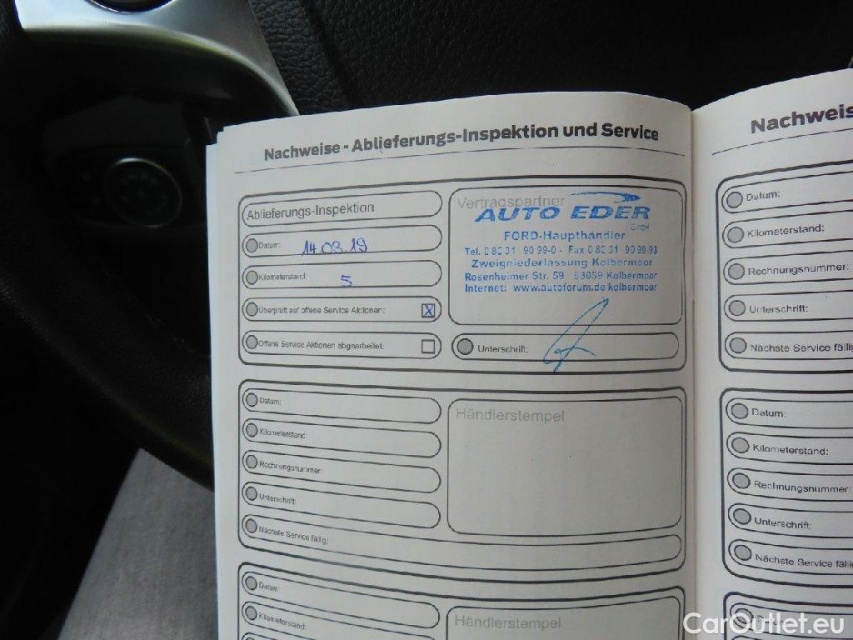 Nachweise - Ablieferungs-Inspektion und Service
Ablieferungs-Inspektion
Datum: 14.03.19
Kilometerstand: 5
Überprüft auf offene Service Aktionen: X
Offene Service Aktionen abgearbeitet:
Vertragspartner
AUTO EDER
GmbH
FORD-Haupthändler
Tel. 0 80 31 90 99-0 - Fax 0 80 31 90 99-93
Zweigniederlassung Kolbermoor
Rosenheimer Str. 59 83059 Kolbermoor
Internet: www.autoforum.de/kolbermoor
Unterschrift:
Datum:
Kilometerstand:
Rechnungsnummer:
Unterschrift:
Nächste Service fällig:
Händlerstempel
Datum:
Kilometerstand:
Händlerstempel
Nachweis
Datum:
Kilometerstand:
Rechnungsnummer:
Unterschrift:
Nächste Service fällig
Datum:
Kilometerstand:
Rechnungsnummer
Unterschrift:
Nächste Service fälli
CarOutlet.eu